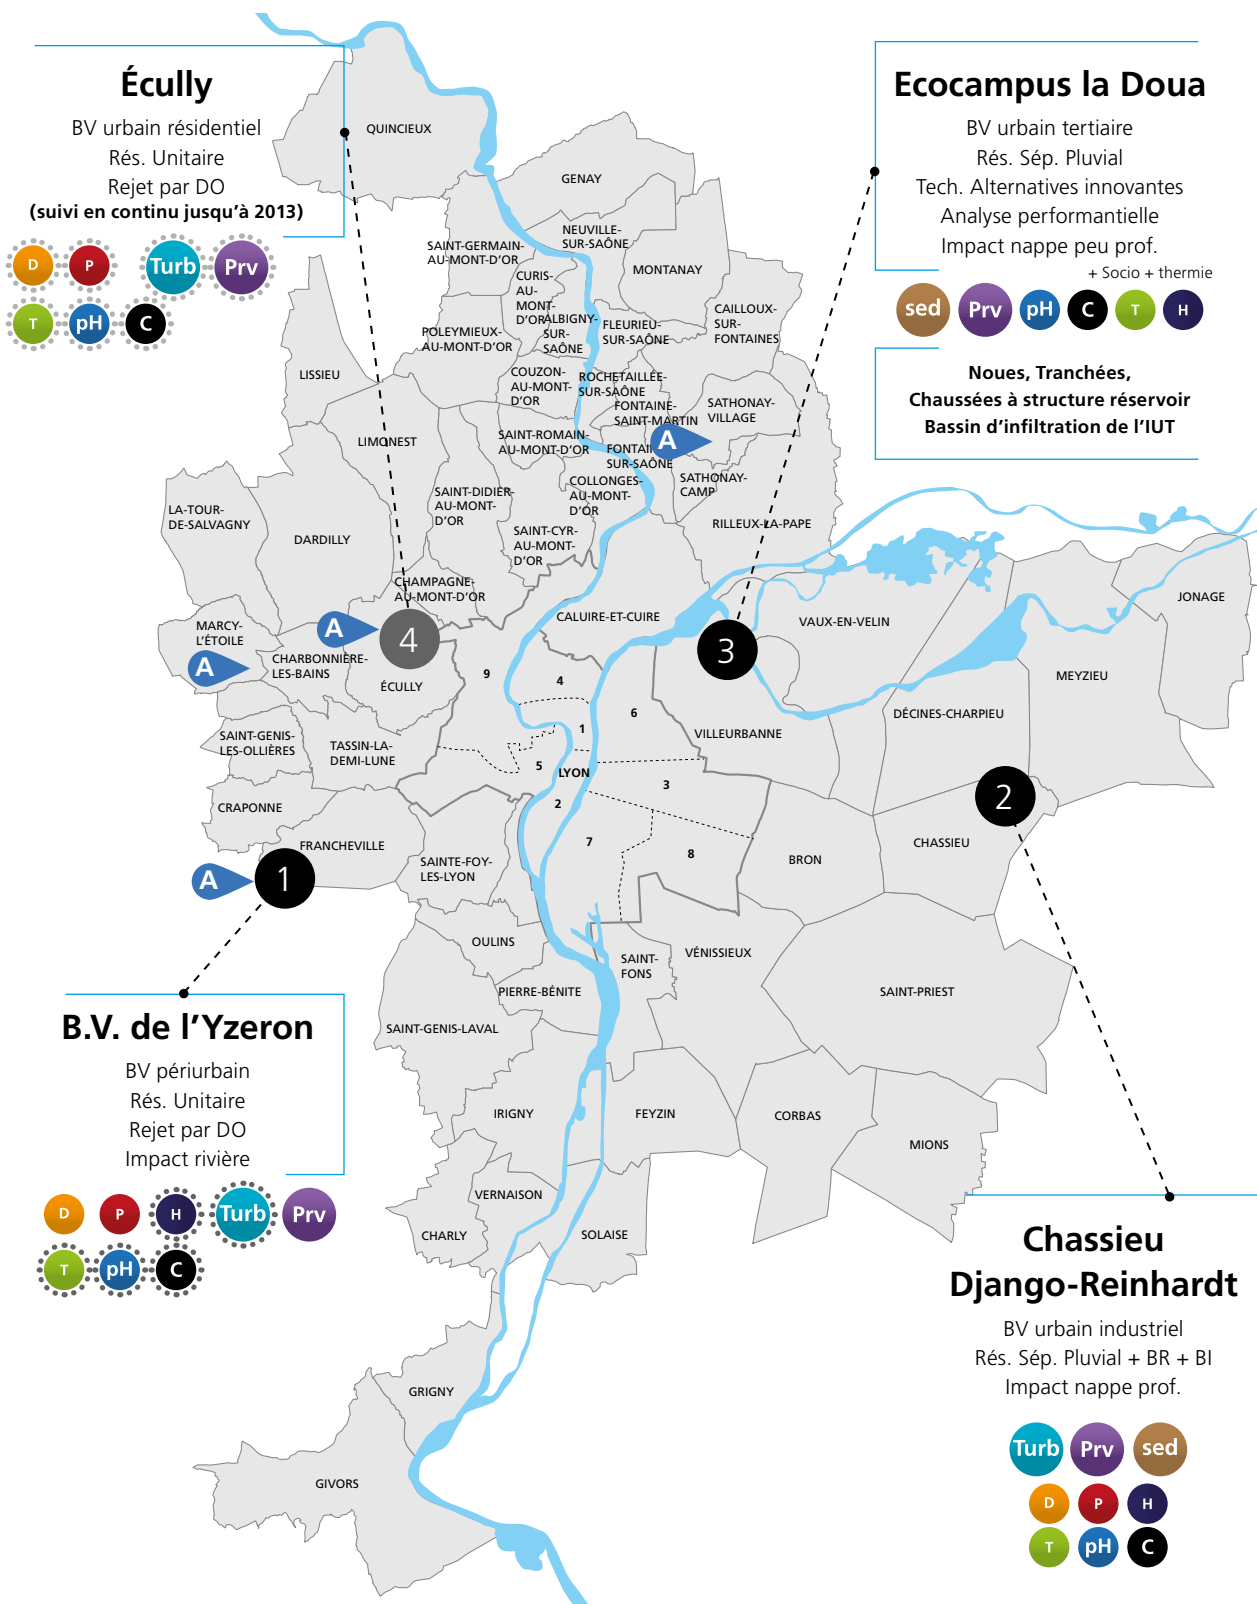 Écully
BV urbain résidentiel
Rés. Unitaire
Rejet par DO
(suivi en continu jusqu'à 2013)
D P Turb Prv
T pH C
Ecocampus la Doua
BV urbain tertiaire
Rés. Sép. Pluvial
Tech. Alternatives innovantes
Analyse performantielle
Impact nappe peu prof.
+ Socio + thermie
sed Prv pH C T H
Noues, Tranchées,
Chaussées à structure réservoir
Bassin d'infiltration de l'IUT
QUINCIEUX
GENAY
NEUVILLE-
SUR-SAÔNE
SAINT-GERMAIN-
AU-MONT-D'OR
MONTANAY
CURIS-
AU-
MONT-
D'OR
ALBIGNY-
SUR-
SAÔNE
CAILLOUX-
SUR-
FONTAINES
POLEYMIEUX-
AU-MONT-D'OR
FLEURIEU-
SUR-SAÔNE
LISSIEU
COUZON-
AU-MONT-
D'OR
ROCHETAILLÉE-
SUR-SAÔNE
FONTAINE-
SAINT-MARTIN
SATHONAY-
VILLAGE
LIMONEST
SAINT-ROMAIN-
AU-MONT-D'OR
A
FONTAI
SUR-SAÔNE
SATHONAY-
CAMP
COLLONGES-
AU-MONT-
D'OR
SAINT-DIDIER-
AU-MONT-
D'OR
LA-TOUR-
DE-SALVAGNY
DARDILLY
SAINT-CYR-
AU-MONT-
D'OR
RILLEUX-LA-PAPE
CHAMPAGNE-
AU-MONT-D'OR
JONAGE
MARCY-
L'ÉTOILE
A
4
CALUIRE-ET-CUIRE
3
VAUX-EN-VELIN
A
CHARBONNIÈRE-
LES-BAINS
ÉCULLY
9
4
MEYZIEU
6
DÉCINES-CHARPIEU
SAINT-GENIS-
LES-OLLIÈRES
TASSIN-LA-
DEMI-LUNE
1
VILLEURBANNE
5
LYON
3
2
CRAPONNE
2
FRANCHEVILLE
7
8
CHASSIEU
BRON
SAINTE-FOY-
LES-LYON
A
1
OULINS
SAINT-
FONS
VÉNISSIEUX
PIERRE-BÉNITE
SAINT-PRIEST
SAINT-GENIS-LAVAL
B.V. de l'Yzeron
BV périurbain
Rés. Unitaire
Rejet par DO
Impact rivière
D P H Turb Prv
T pH C
IRIGNY
FEYZIN
CORBAS
MIONS
VERNAISON
CHARLY
SOLAISE
GRIGNY
GIVORS
Chassieu
Django-Reinhardt
BV urbain industriel
Rés. Sép. Pluvial + BR + BI
Impact nappe prof.
Turb Prv sed
D P H
T pH C